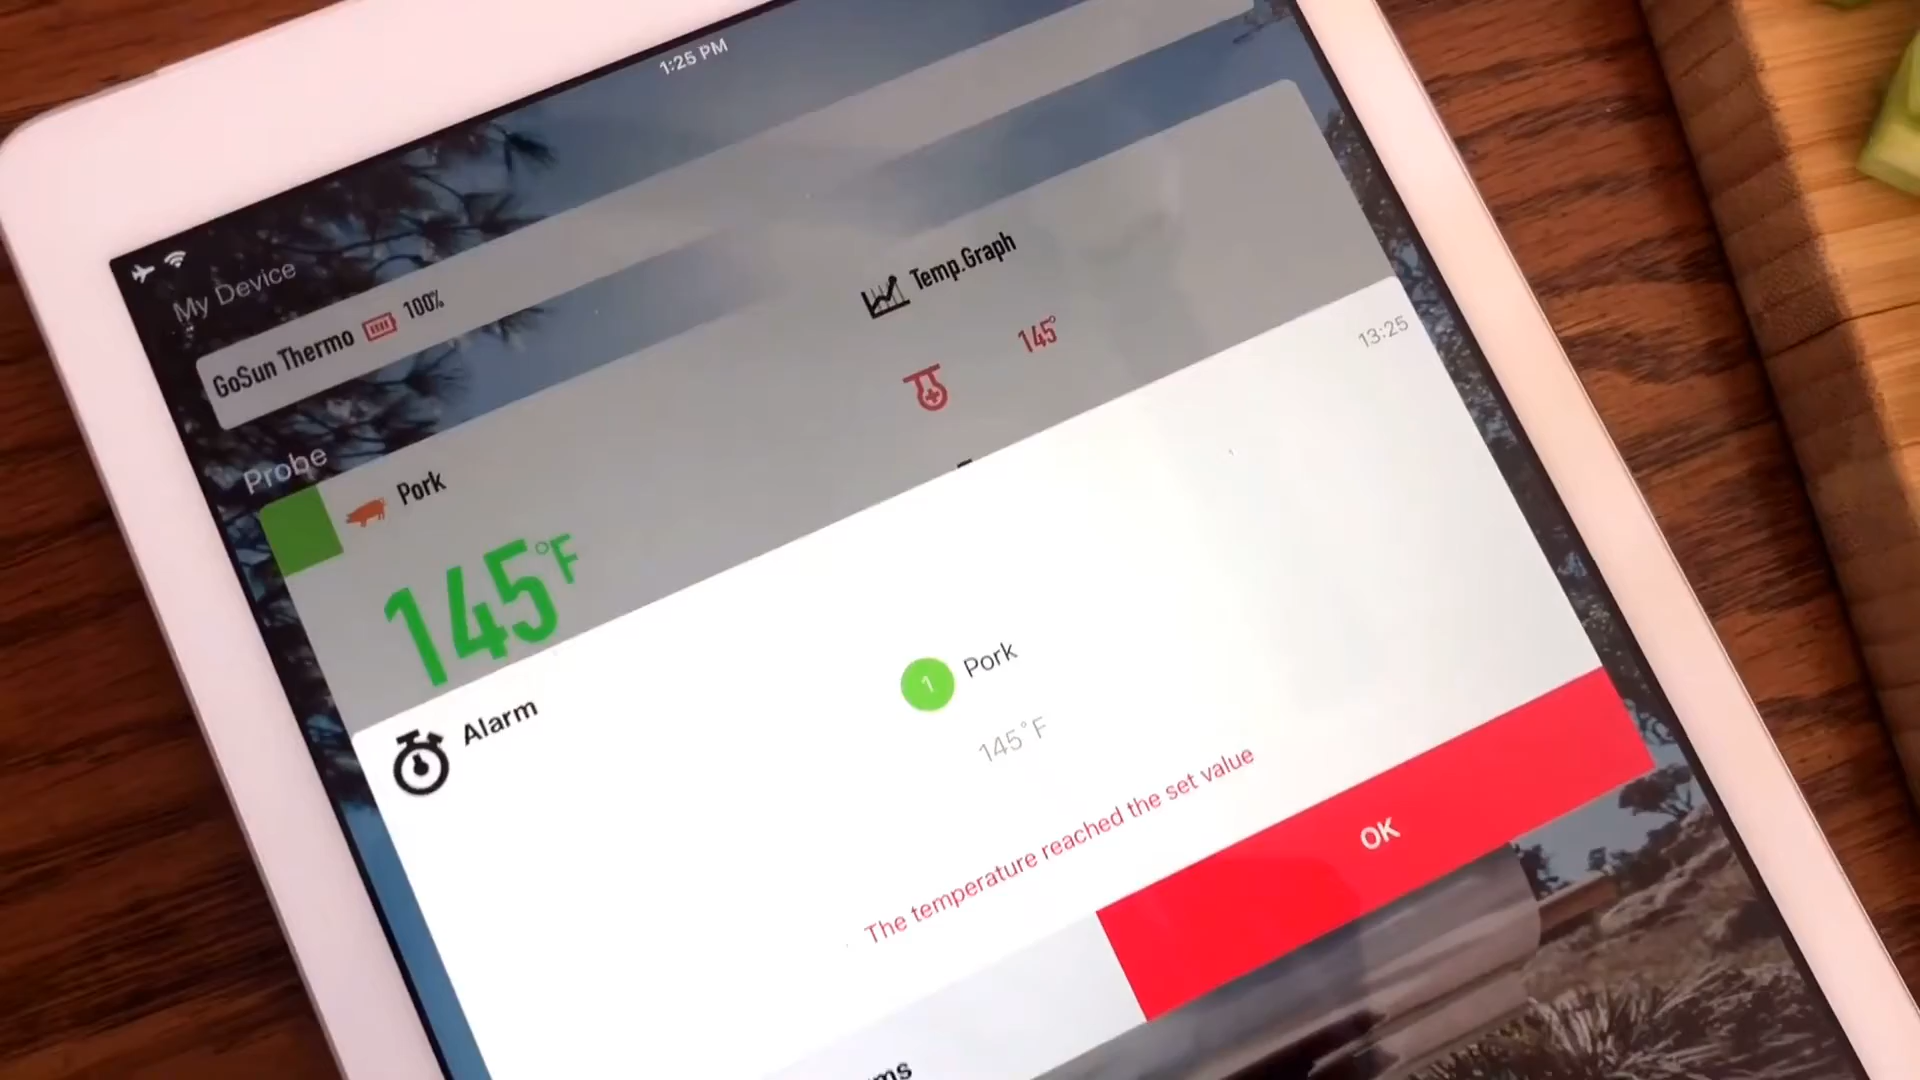 1:25 PM
My Device
GoSun Thermo 100%
Temp.Graph
145°
Probe
Pork
145°F
13:25
Alarm
1 Pork
145°F
The temperature reached the set value
OK